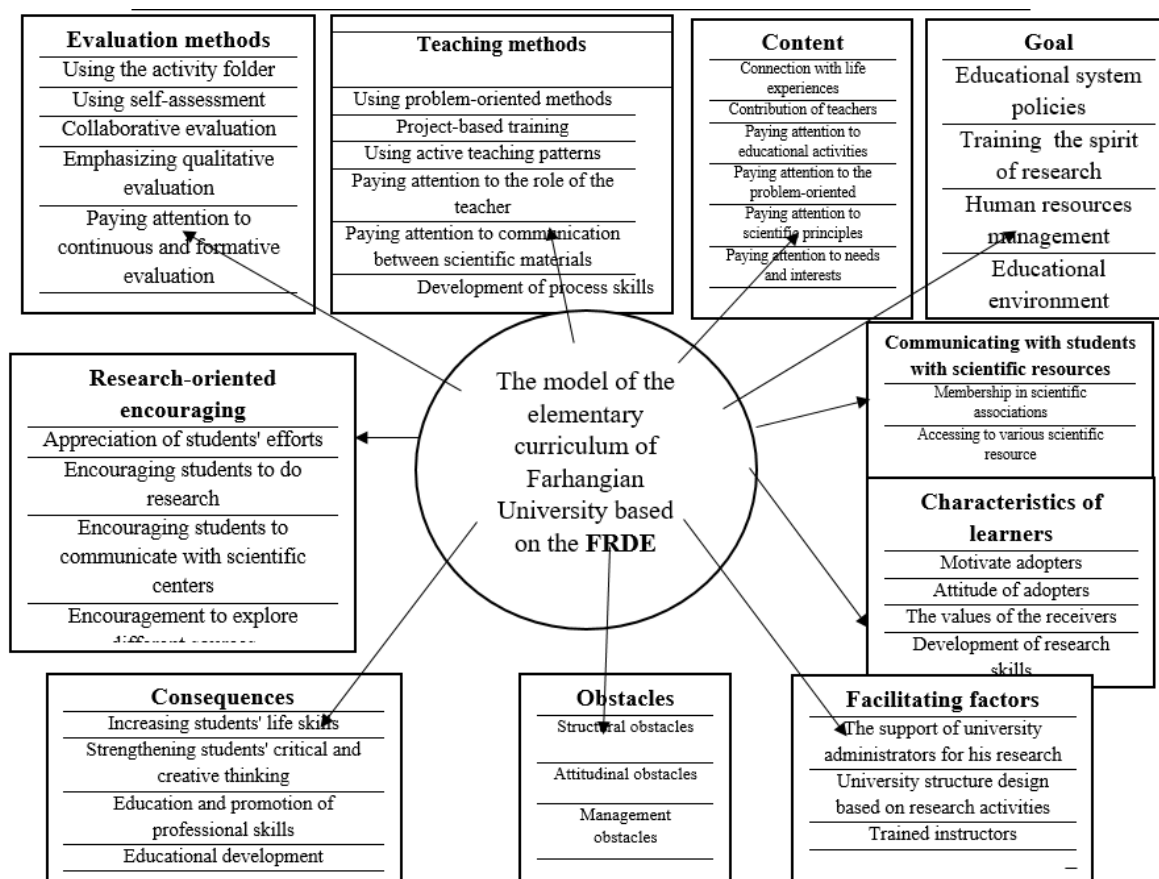 Evaluation methods
Using the activity folder
Using self-assessment
Collaborative evaluation
Emphasizing qualitative
evaluation
Paying attention to
continuous and formative
evaluation
Teaching methods
Using problem-oriented methods
Project-based training
Using active teaching patterns
Paying attention to the role of the
teacher
Paying attention to communication
between scientific materials
Development of process skills
Content
Connection with life
experiences
Contribution of teachers
Paying attention to
educational activities
Paying attention to the
problem-oriented
Paying attention to
scientific principles
Paying attention to needs
and interests
Goal
Educational system
policies
Training the spirit
of research
Human resources
management
Educational
environment
Research-oriented
encouraging
Appreciation of students' efforts
Encouraging students to do
research
Encouraging students to
communicate with scientific
centers
Encouragement to explore
different sources
The model of the
elementary
curriculum of
Farhangian
University based
on the FRDE
Communicating with students
with scientific resources
Membership in scientific
associations
Accessing to various scientific
resource
Characteristics of
learners
Motivate adopters
Attitude of adopters
The values of the receivers
Development of research
skills
Consequences
Increasing students' life skills
Strengthening students' critical and
creative thinking
Education and promotion of
professional skills
Educational development
Obstacles
Structural obstacles
Attitudinal obstacles
Management
obstacles
Facilitating factors
The support of university
administrators for his research
University structure design
based on research activities
Trained instructors